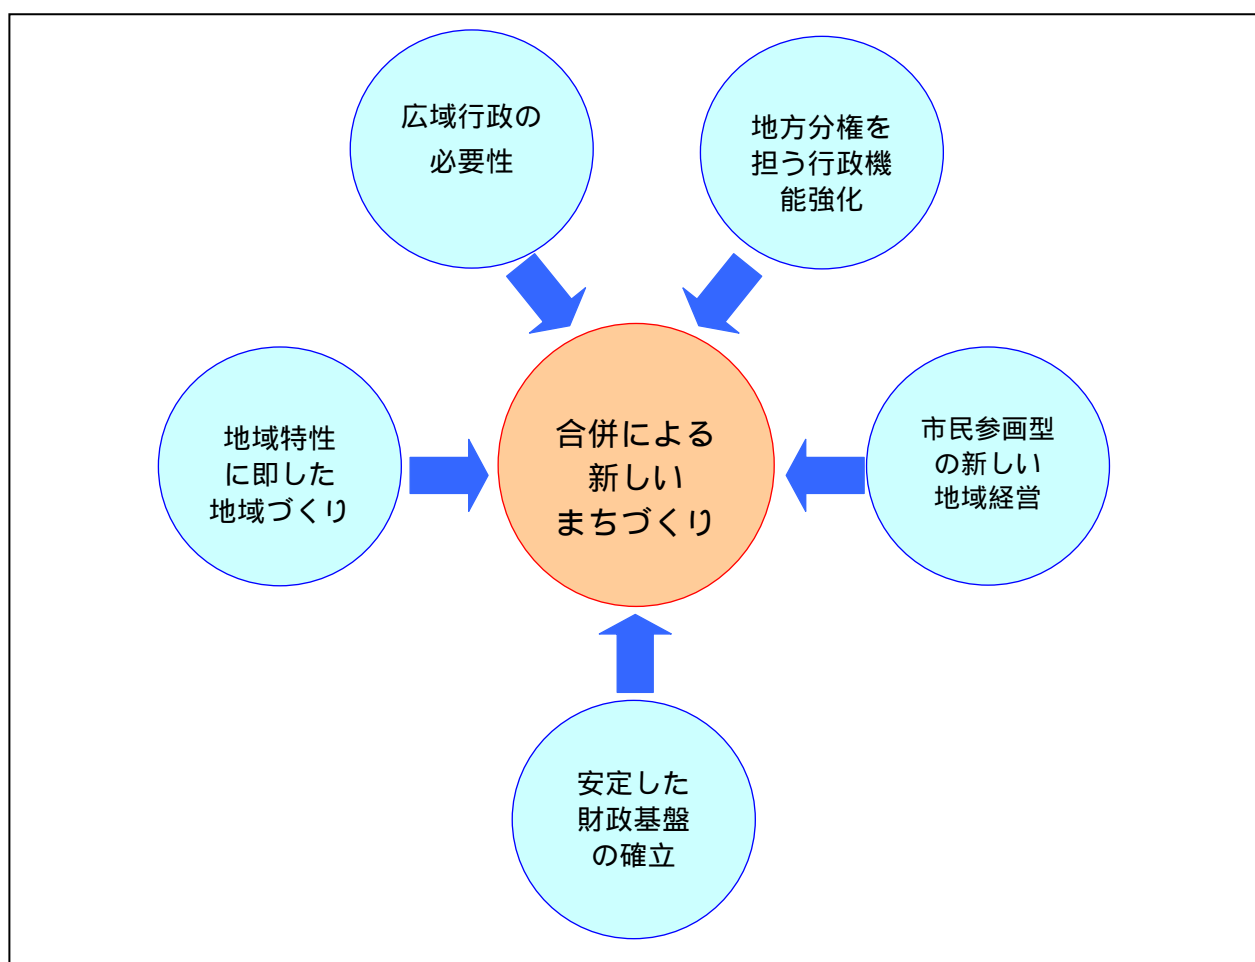 広域行政の
必要性
地方分権を
担う行政機
能強化
地域特性
に即した
地域づくり
合併による
新しい
まちづくり
市民参画型
の新しい
地域経営
安定した
財政基盤
の確立